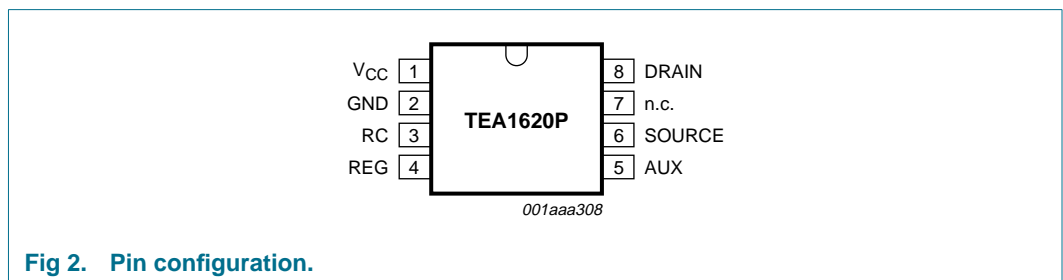 VCC 1
GND 2
RC 3
REG 4
TEA1620P
8 DRAIN
7 n.c.
6 SOURCE
5 AUX
001aaa308
Fig 2. Pin configuration.